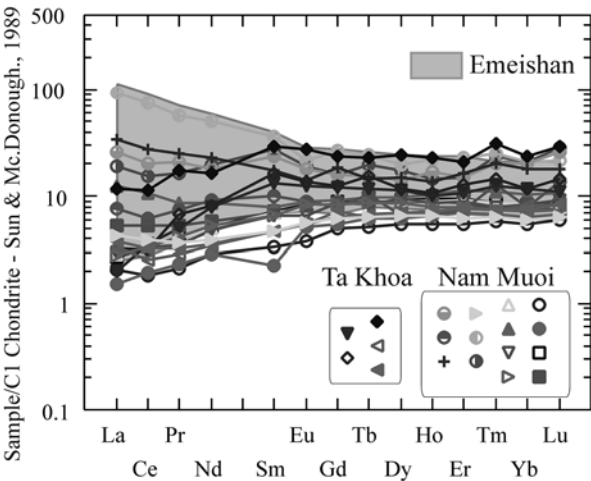 Sample/C1 Chondrite - Sun & Mc.Donough., 1989
500
100
10
1
0.1
Emeishan
Ta Khoa
Nam Muoi
La
Pr
Eu
Tb
Ho
Tm
Lu
Ce
Nd
Sm
Gd
Dy
Er
Yb